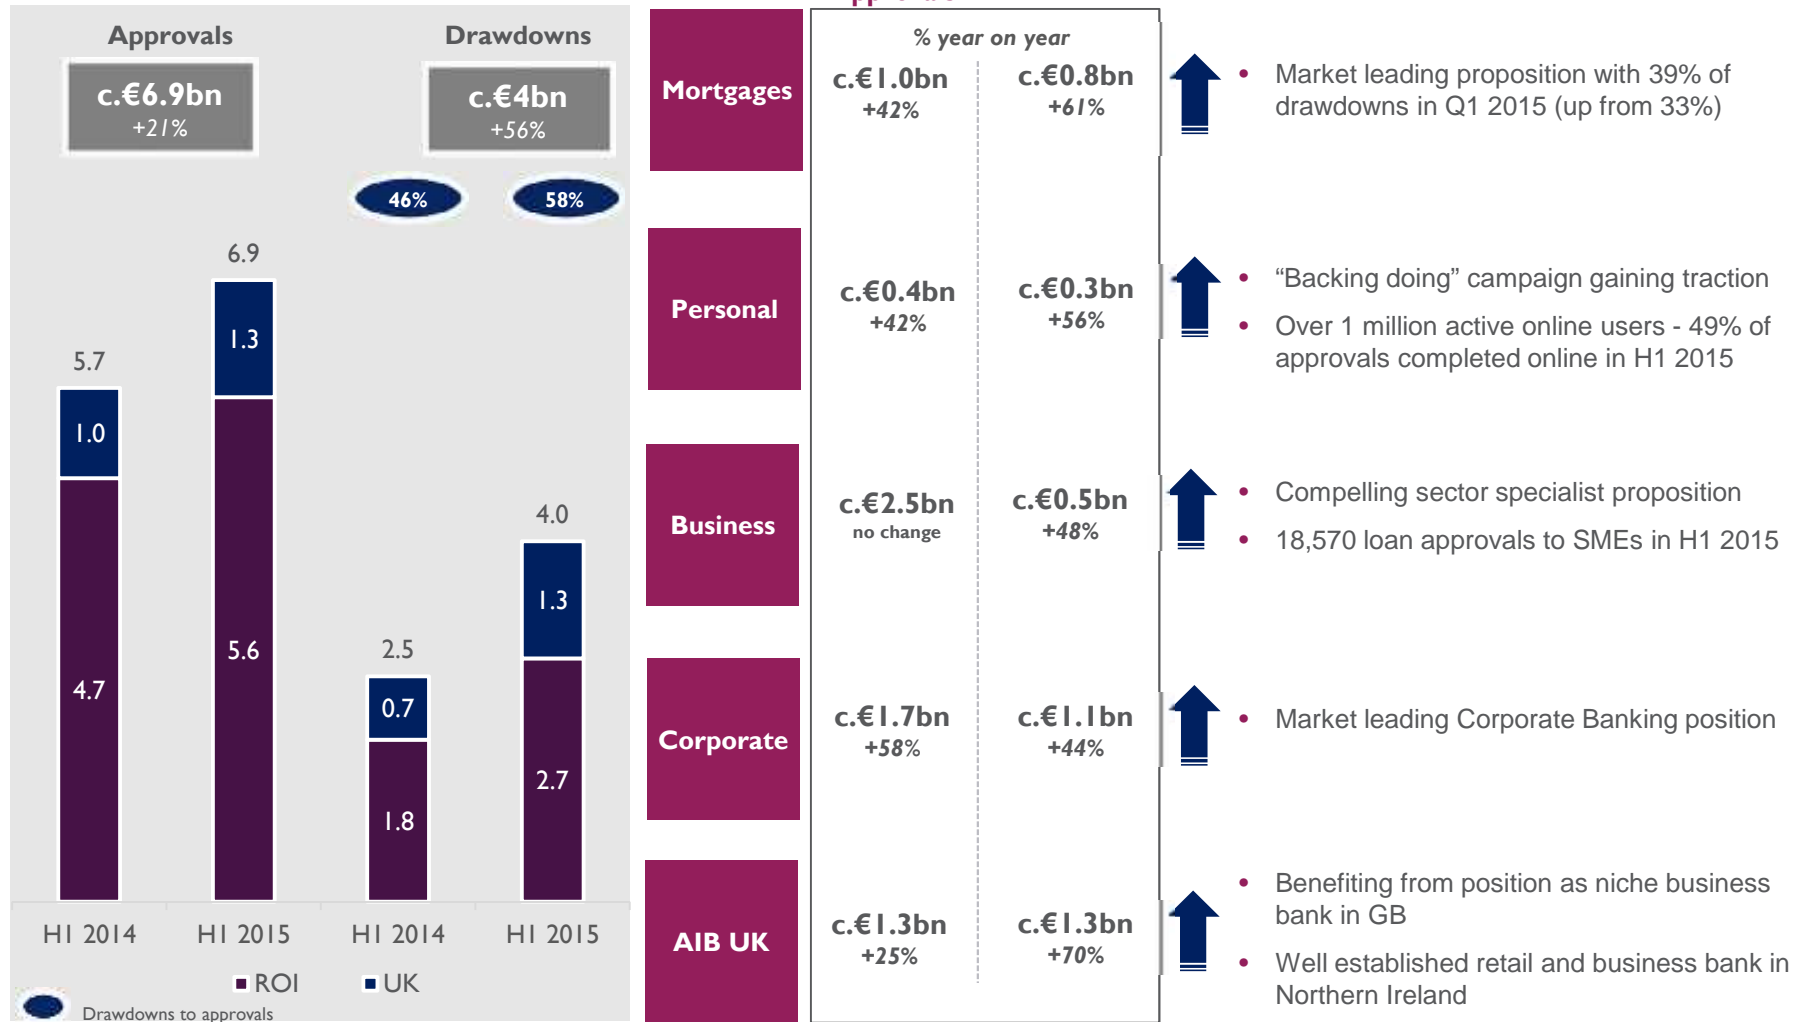 Approvals
Drawdowns
c.€6.9bn
+21%
c.€4bn
+56%
46%
58%
5.7
1.0
4.7
6.9
1.3
5.6
2.5
0.7
1.8
4.0
1.3
2.7
H1 2014
H1 2015
H1 2014
H1 2015
ROI
UK
Drawdowns to approvals
% year on year
Mortgages
c.€1.0bn
+42%
c.€0.8bn
+61%
• Market leading proposition with 39% of
drawdowns in Q1 2015 (up from 33%)
Personal
c.€0.4bn
+42%
c.€0.3bn
+56%
• “Backing doing” campaign gaining traction
• Over 1 million active online users - 49% of
approvals completed online in H1 2015
Business
c.€2.5bn
no change
c.€0.5bn
+48%
• Compelling sector specialist proposition
• 18,570 loan approvals to SMEs in H1 2015
Corporate
c.€1.7bn
+58%
c.€1.1bn
+44%
• Market leading Corporate Banking position
AIB UK
c.€1.3bn
+25%
c.€1.3bn
+70%
• Benefiting from position as niche business
bank in GB
• Well established retail and business bank in
Northern Ireland